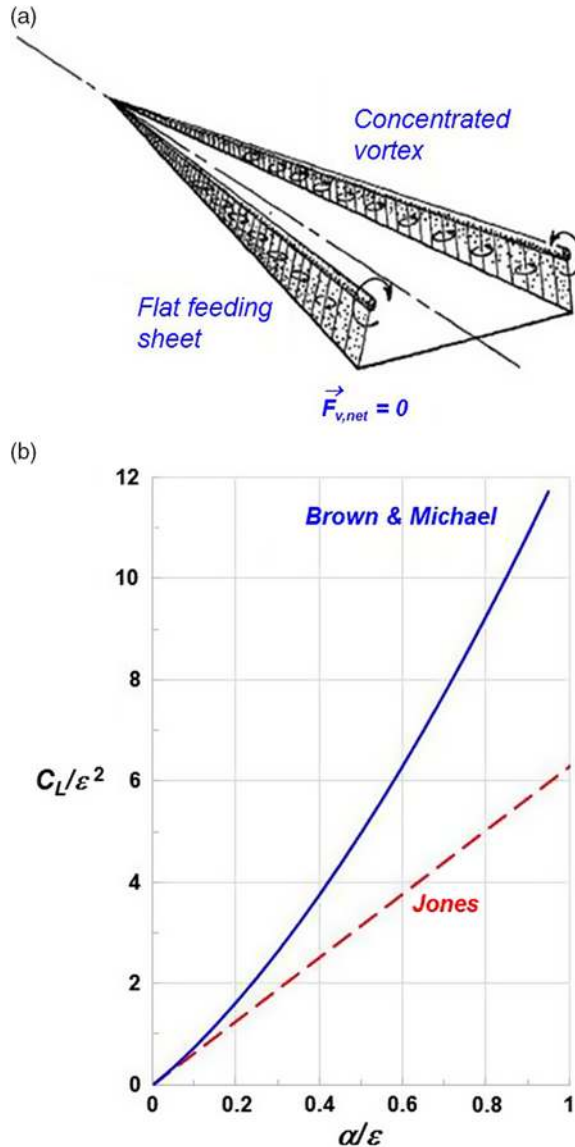 (a)
Concentrated
vortex
Flat feeding
sheet
F⃗v,net = 0
(b)
12
Brown & Michael
10
8
CL/ε²
6
Jones
4
2
0
0 0.2 0.4 0.6 0.8 1
α/ε